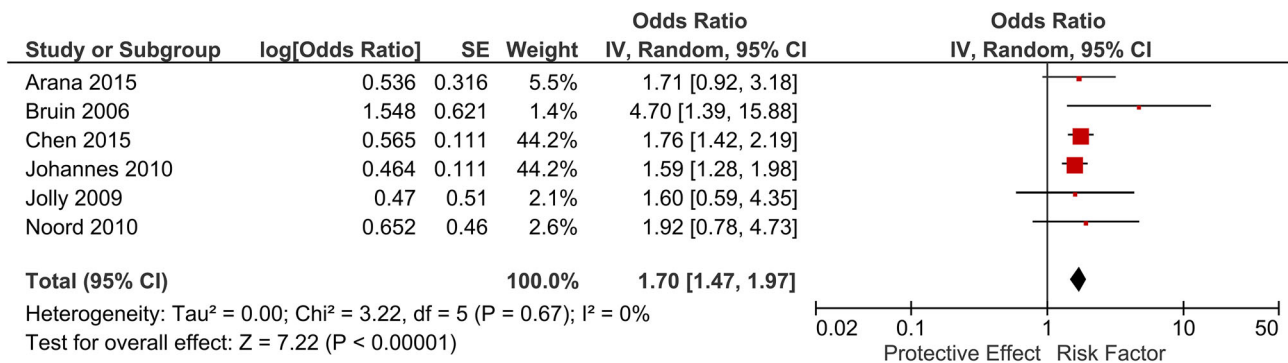 Odds Ratio Odds Ratio
Study or Subgroup log[Odds Ratio] SE Weight IV, Random, 95% CI IV, Random, 95% CI
Arana 2015 0.536 0.316 5.5% 1.71 [0.92, 3.18]
Bruin 2006 1.548 0.621 1.4% 4.70 [1.39, 15.88]
Chen 2015 0.565 0.111 44.2% 1.76 [1.42, 2.19]
Johannes 2010 0.464 0.111 44.2% 1.59 [1.28, 1.98]
Jolly 2009 0.47 0.51 2.1% 1.60 [0.59, 4.35]
Noord 2010 0.652 0.46 2.6% 1.92 [0.78, 4.73]
Total (95% CI) 100.0% 1.70 [1.47, 1.97]
Heterogeneity: Tau² = 0.00; Chi² = 3.22, df = 5 (P = 0.67); I² = 0%
Test for overall effect: Z = 7.22 (P < 0.00001)
0.02 0.1 1 10 50
Protective Effect Risk Factor